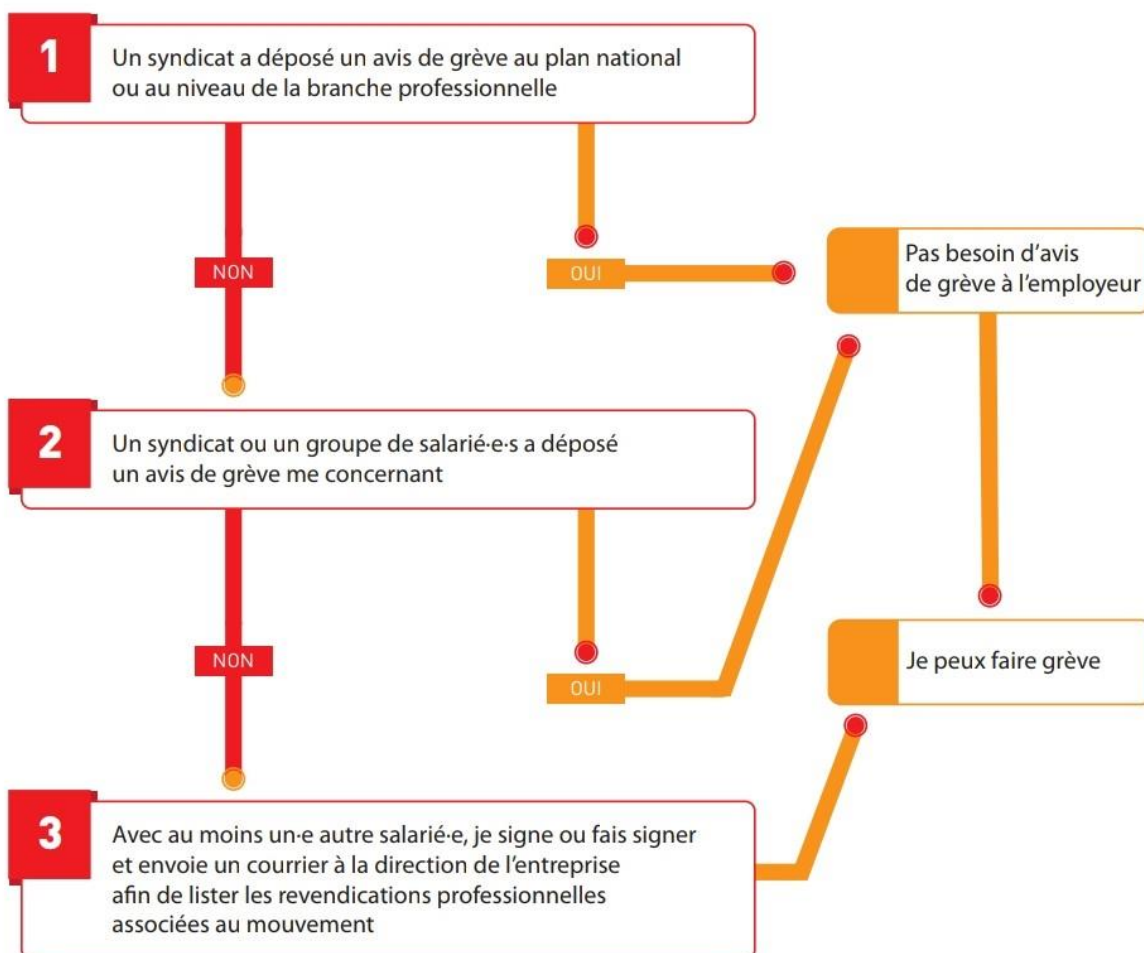 1
Un syndicat a déposé un avis de grève au plan national
ou au niveau de la branche professionnelle
NON
OUI
Pas besoin d’avis
de grève à l’employeur
2
Un syndicat ou un groupe de salarié·e·s a déposé
un avis de grève me concernant
NON
OUI
Je peux faire grève
3
Avec au moins un·e autre salarié·e, je signe ou fais signer
et envoie un courrier à la direction de l’entreprise
afin de lister les revendications professionnelles
associées au mouvement